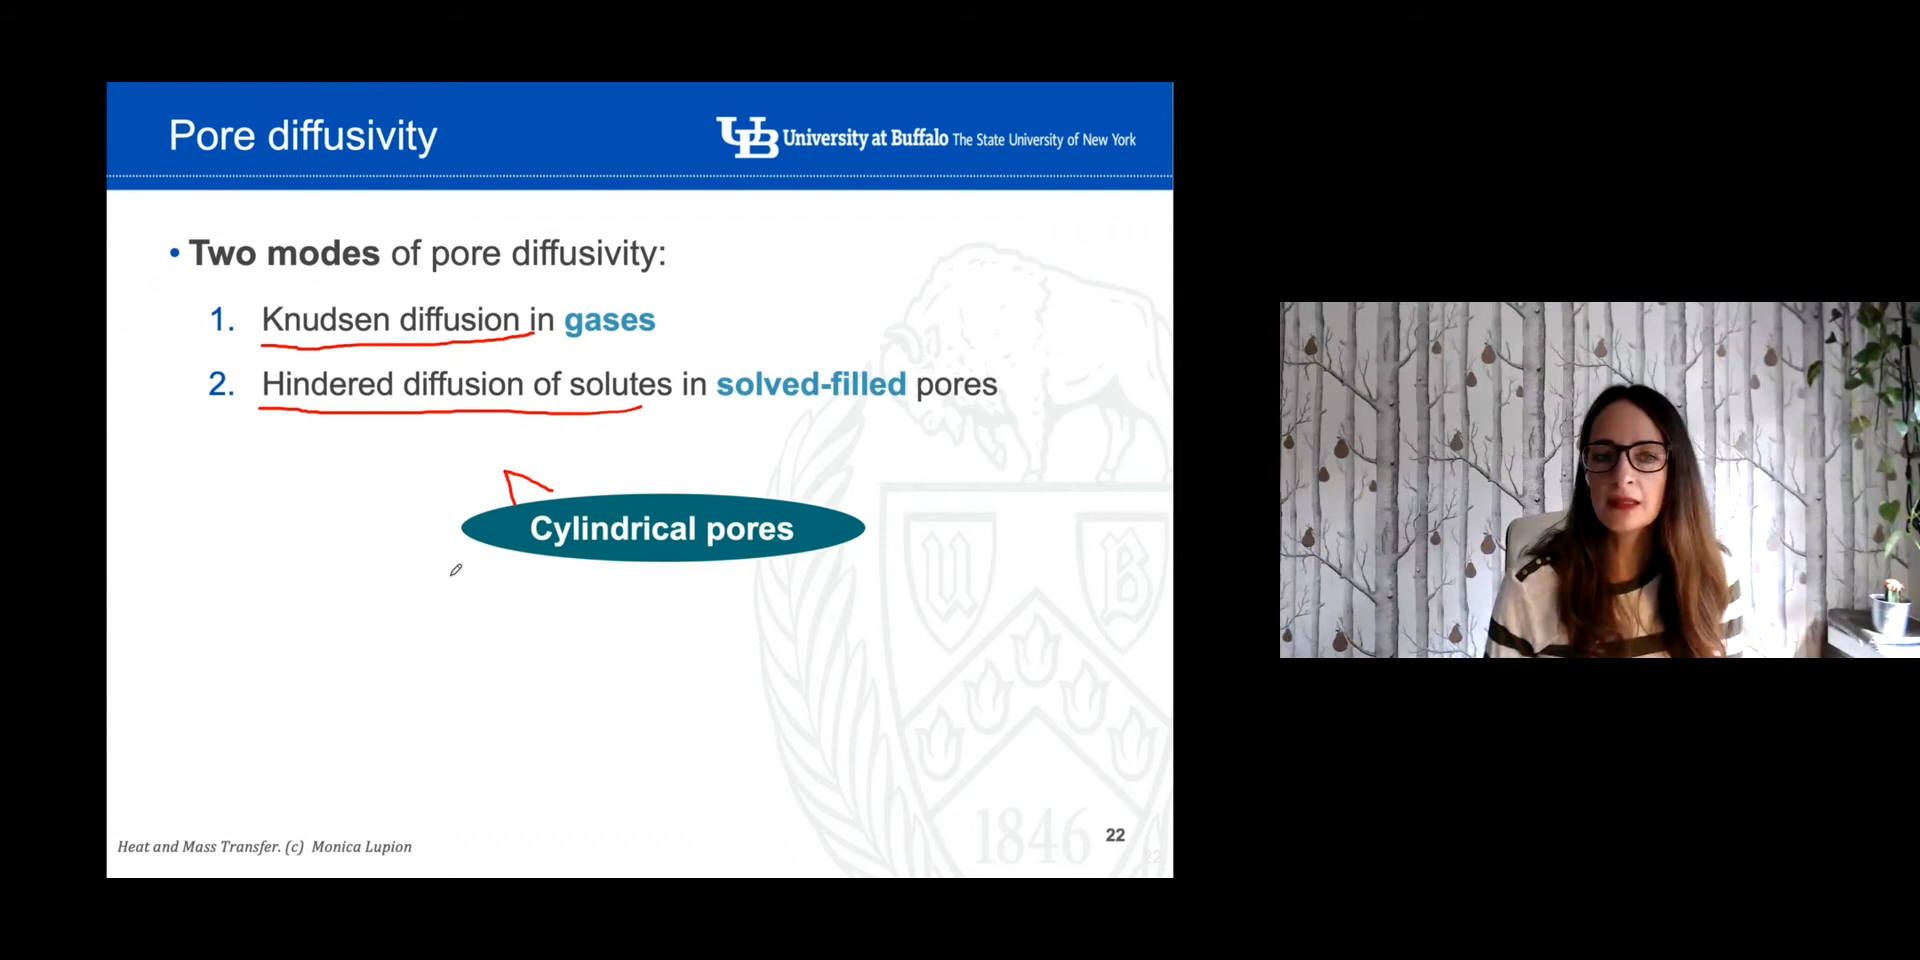 Pore diffusivity
UB University at Buffalo The State University of New York
• Two modes of pore diffusivity:
1. Knudsen diffusion in gases
2. Hindered diffusion of solutes in solved-filled pores
Cylindrical pores
U B
1846
Heat and Mass Transfer. (c) Monica Lupion
22
22